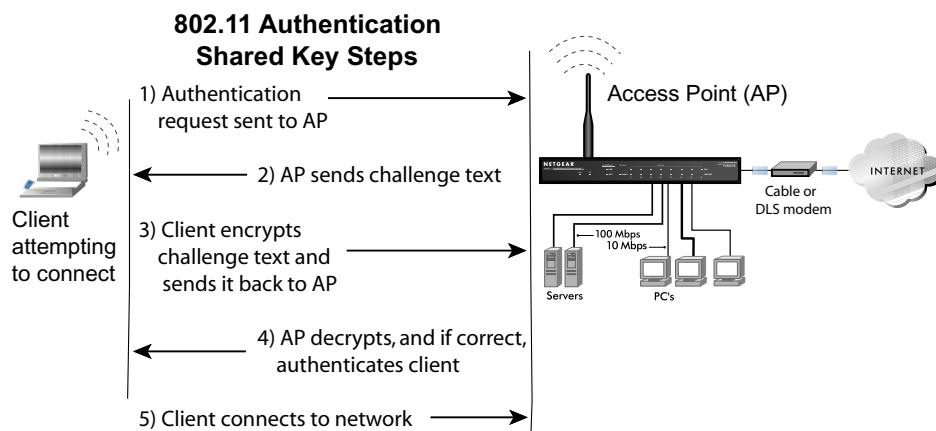 802.11 Authentication
Shared Key Steps
1) Authentication
request sent to AP
2) AP sends challenge text
3) Client encrypts
challenge text and
sends it back to AP
4) AP decrypts, and if correct,
authenticates client
5) Client connects to network
Client
attempting
to connect
Access Point (AP)
NETGEAR
Cable or
DLS modem
INTERNET
100 Mbps
10 Mbps
Servers
PC's